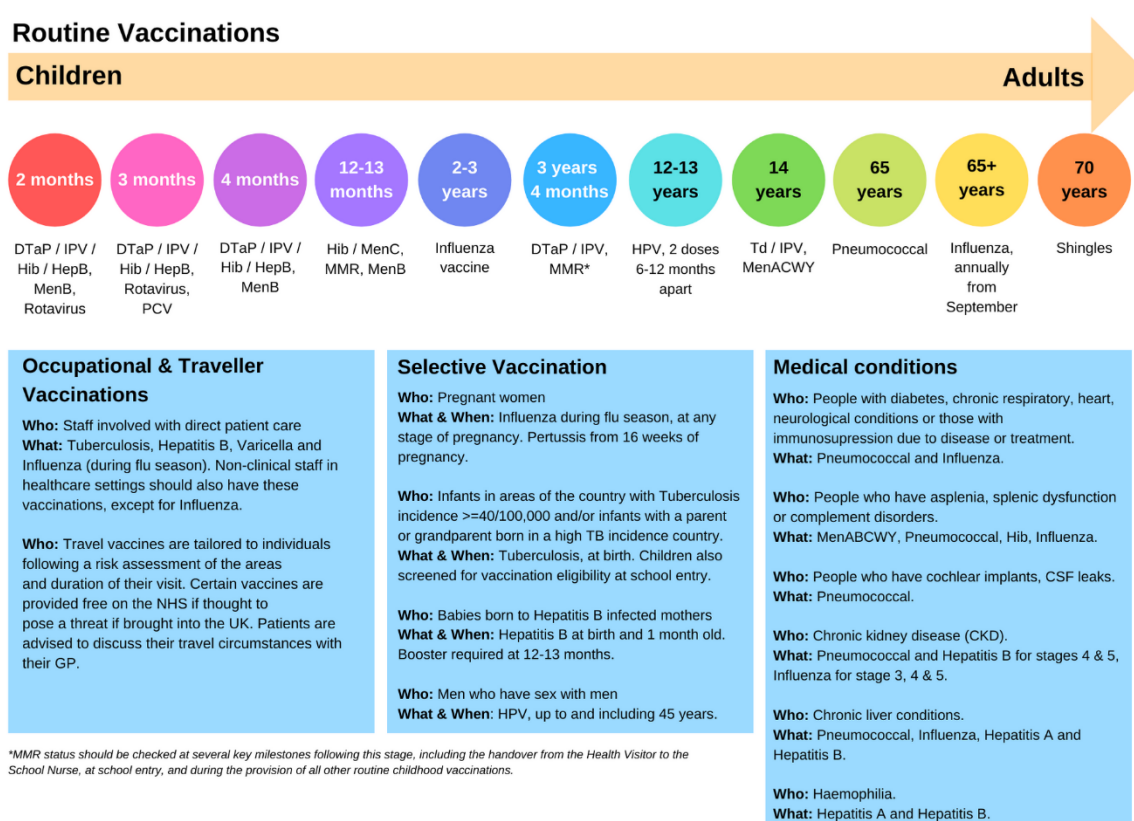 Routine Vaccinations
Children
Adults
2 months
3 months
4 months
12-13
months
2-3
years
3 years
4 months
12-13
years
14
years
65
years
65+
years
70
years
DTaP / IPV /
Hib / HepB,
MenB,
Rotavirus
DTaP / IPV /
Hib / HepB,
Rotavirus,
PCV
DTaP / IPV /
Hib / HepB,
MenB
Hib / MenC,
MMR, MenB
Influenza
vaccine
DTaP / IPV,
MMR*
HPV, 2 doses
6-12 months
apart
Td / IPV,
MenACWY
Pneumococcal
Influenza,
annually
from
September
Shingles
Occupational & Traveller
Vaccinations
Who: Staff involved with direct patient care
What: Tuberculosis, Hepatitis B, Varicella and
Influenza (during flu season). Non-clinical staff in
healthcare settings should also have these
vaccinations, except for Influenza.
Who: Travel vaccines are tailored to individuals
following a risk assessment of the areas
and duration of their visit. Certain vaccines are
provided free on the NHS if thought to
pose a threat if brought into the UK. Patients are
advised to discuss their travel circumstances with
their GP.
Selective Vaccination
Who: Pregnant women
What & When: Influenza during flu season, at any
stage of pregnancy. Pertussis from 16 weeks of
pregnancy.
Who: Infants in areas of the country with Tuberculosis
incidence >=40/100,000 and/or infants with a parent
or grandparent born in a high TB incidence country.
What & When: Tuberculosis, at birth. Children also
screened for vaccination eligibility at school entry.
Who: Babies born to Hepatitis B infected mothers
What & When: Hepatitis B at birth and 1 month old.
Booster required at 12-13 months.
Who: Men who have sex with men
What & When: HPV, up to and including 45 years.
Medical conditions
Who: People with diabetes, chronic respiratory, heart,
neurological conditions or those with
immunosupression due to disease or treatment.
What: Pneumococcal and Influenza.
Who: People who have asplenia, splenic dysfunction
or complement disorders.
What: MenABCWY, Pneumococcal, Hib, Influenza.
Who: People who have cochlear implants, CSF leaks.
What: Pneumococcal.
Who: Chronic kidney disease (CKD).
What: Pneumococcal and Hepatitis B for stages 4 & 5,
Influenza for stage 3, 4 & 5.
Who: Chronic liver conditions.
What: Pneumococcal, Influenza, Hepatitis A and
Hepatitis B.
Who: Haemophilia.
What: Hepatitis A and Hepatitis B.
*MMR status should be checked at several key milestones following this stage, including the handover from the Health Visitor to the
School Nurse, at school entry, and during the provision of all other routine childhood vaccinations.